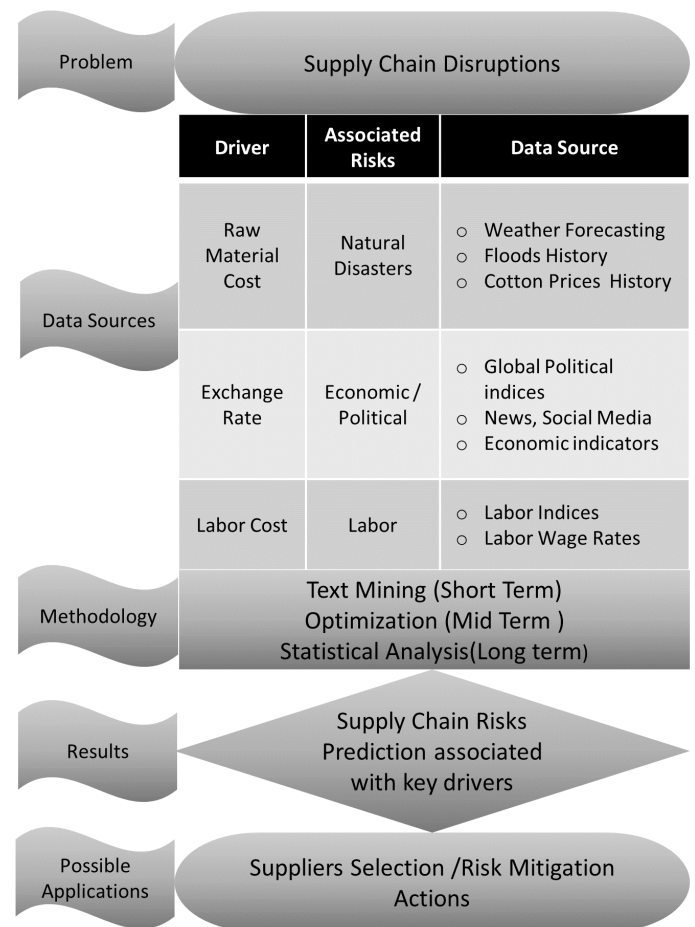 Problem
Supply Chain Disruptions
Driver
Associated
Risks
Data Source
Data Sources
Raw
Material
Cost
Natural
Disasters
○ Weather Forecasting
○ Floods History
○ Cotton Prices History
Exchange
Rate
Economic /
Political
○ Global Political
indices
○ News, Social Media
○ Economic indicators
Labor Cost
Labor
○ Labor Indices
○ Labor Wage Rates
Methodology
Text Mining (Short Term)
Optimization (Mid Term )
Statistical Analysis(Long term)
Results
Supply Chain Risks
Prediction associated
with key drivers
Possible
Applications
Suppliers Selection /Risk Mitigation
Actions